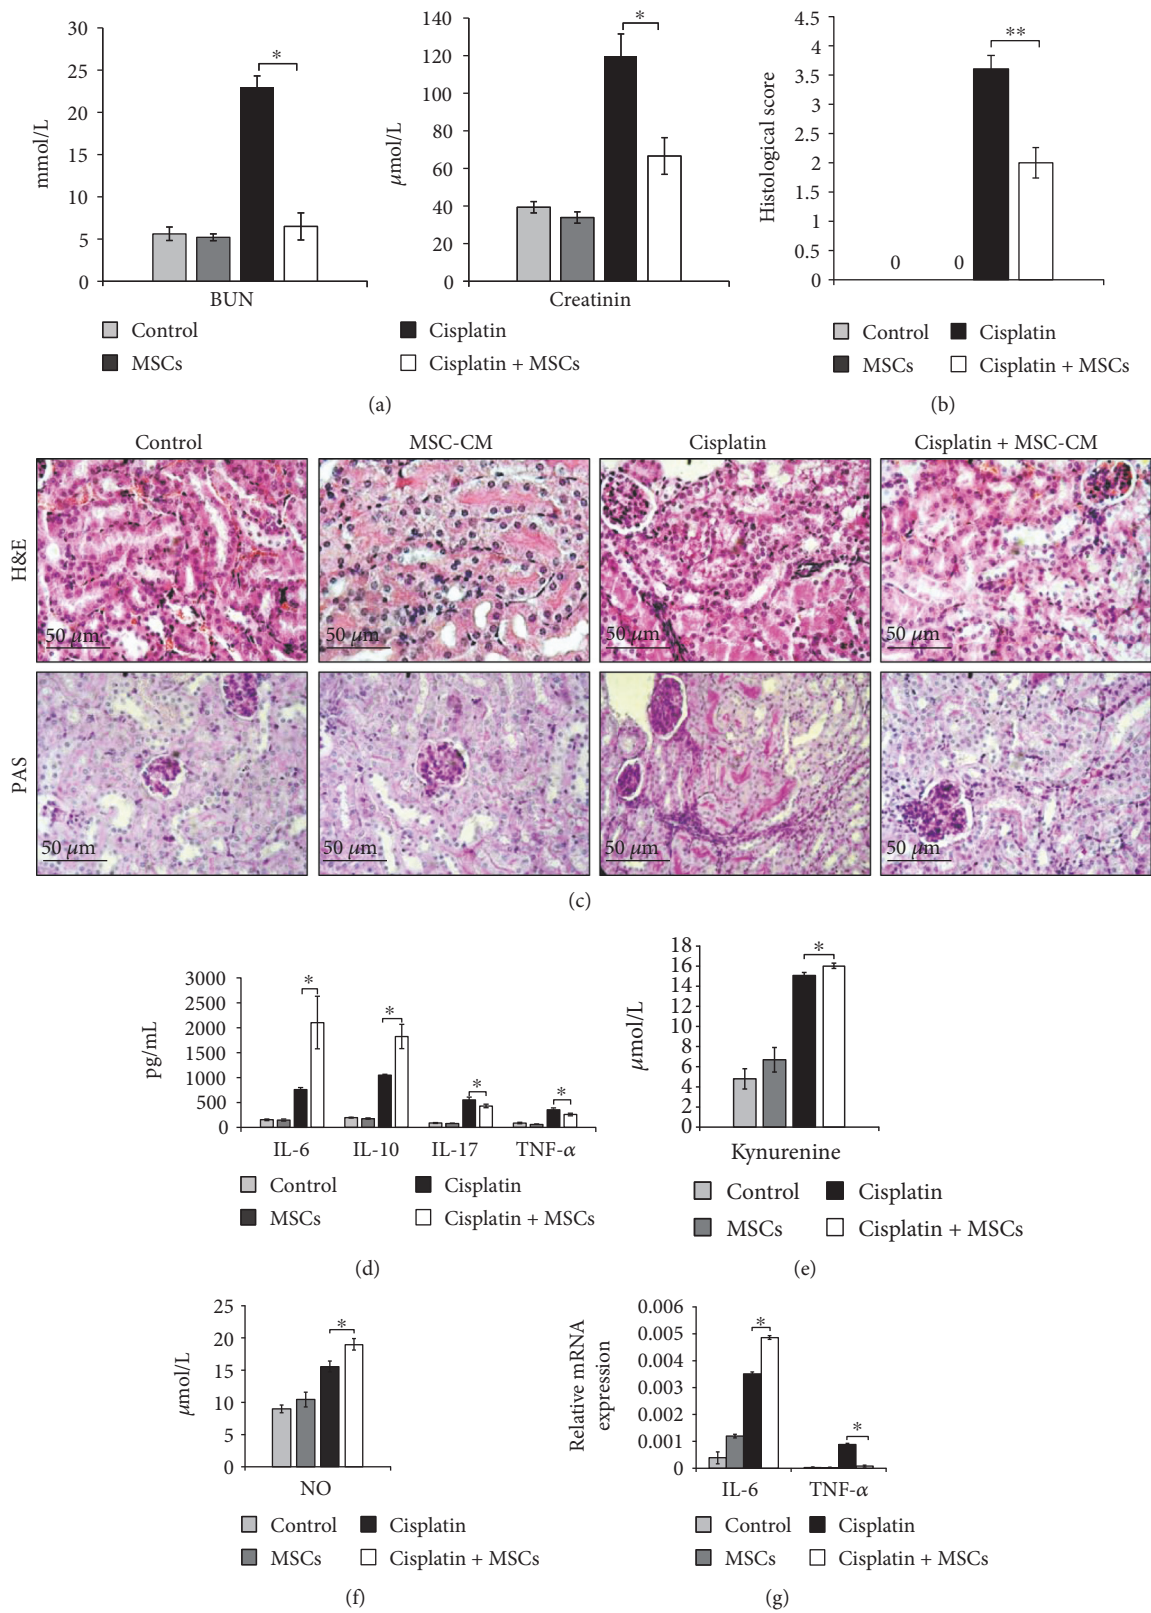 30
25
20
15
10
5
0
mmol/L
*
BUN
140
120
100
80
60
40
20
0
μmol/L
*
Creatinin
Control
MSCs
Cisplatin
Cisplatin + MSCs
(a)
4.5
4
3.5
3
2.5
2
1.5
1
0.5
0
Histological score
0
0
**
Control
MSCs
Cisplatin
Cisplatin + MSCs
(b)
Control
MSC-CM
Cisplatin
Cisplatin + MSC-CM
H&E
50 μm
50 μm
50 μm
50 μm
PAS
50 μm
50 μm
50 μm
50 μm
(c)
3000
2500
2000
1500
1000
500
0
pg/mL
*
*
*
*
IL-6
IL-10
IL-17
TNF-α
Control
MSCs
Cisplatin
Cisplatin + MSCs
(d)
18
16
14
12
10
8
6
4
2
0
μmol/L
*
Kynurenine
Control
MSCs
Cisplatin
Cisplatin + MSCs
(e)
25
20
15
10
5
0
μmol/L
*
NO
Control
MSCs
Cisplatin
Cisplatin + MSCs
(f)
0.006
0.005
0.004
0.003
0.002
0.001
0
Relative mRNA
expression
*
*
IL-6
TNF-α
Control
MSCs
Cisplatin
Cisplatin + MSCs
(g)